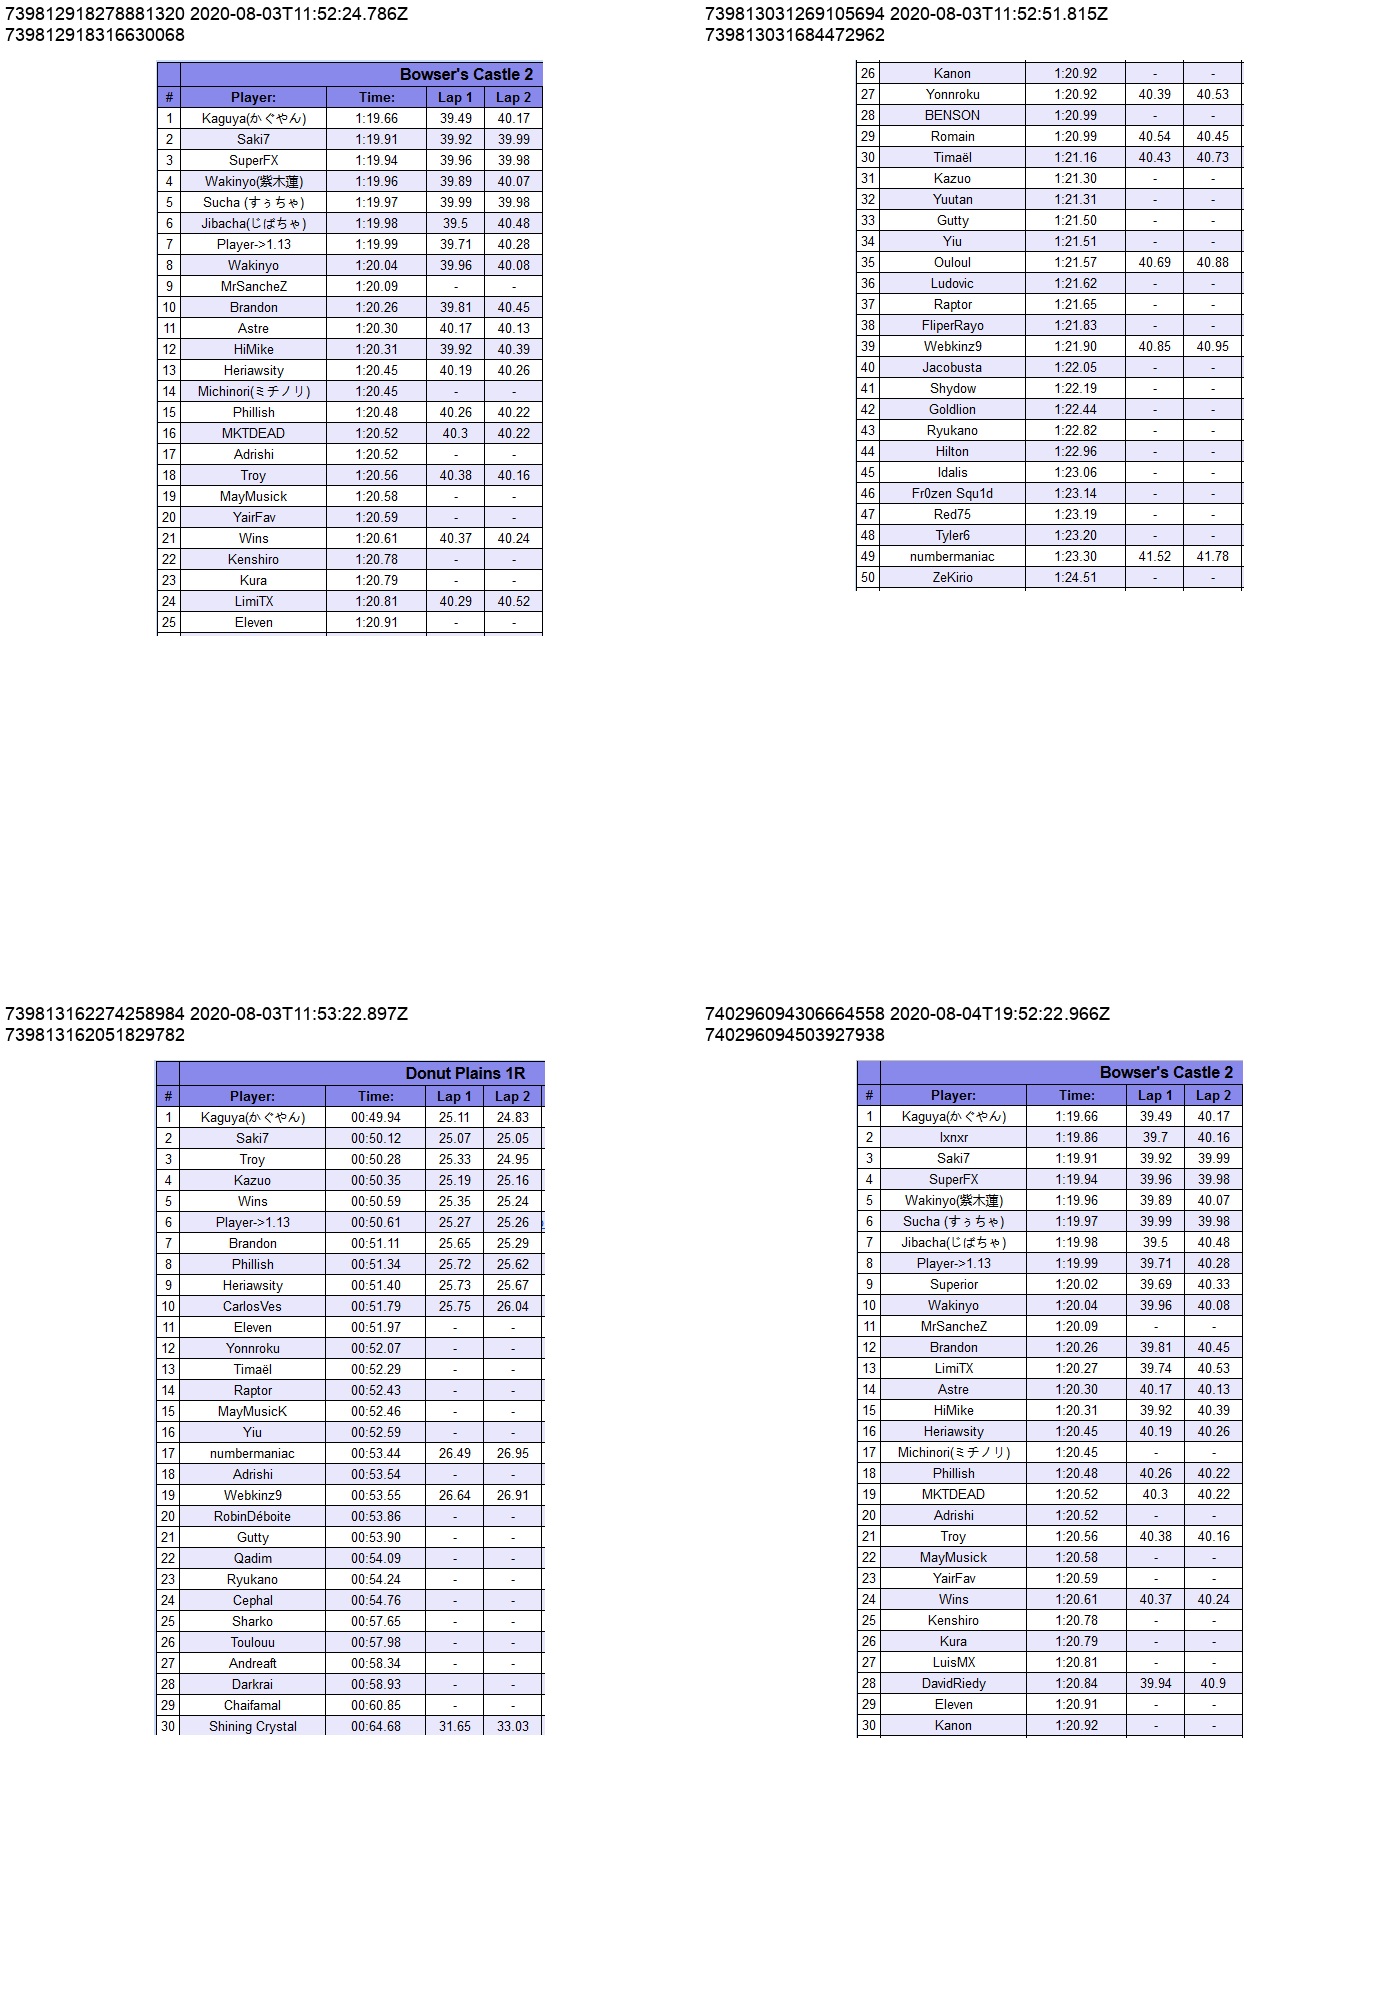 739812918278881320 2020-08-03T11:52:24.786Z
739812918316630068
Bowser's Castle 2
# Player: Time: Lap 1 Lap 2
1 Kaguya(かぐやん) 1:19.66 39.49 40.17
2 Saki7 1:19.91 39.92 39.99
3 SuperFX 1:19.94 39.96 39.98
4 Wakinyo(紫木蓮) 1:19.96 39.89 40.07
5 Sucha (すぅちゃ) 1:19.97 39.99 39.98
6 Jibacha(じばちゃ) 1:19.98 39.5 40.48
7 Player->1.13 1:19.99 39.71 40.28
8 Wakinyo 1:20.04 39.96 40.08
9 MrSancheZ 1:20.09 - -
10 Brandon 1:20.26 39.81 40.45
11 Astre 1:20.30 40.17 40.13
12 HiMike 1:20.31 39.92 40.39
13 Heriawsity 1:20.45 40.19 40.26
14 Michinori(ミチノリ) 1:20.45 - -
15 Phillish 1:20.48 40.26 40.22
16 MKTDEAD 1:20.52 40.3 40.22
17 Adrishi 1:20.52 - -
18 Troy 1:20.56 40.38 40.16
19 MayMusick 1:20.58 - -
20 YairFav 1:20.59 - -
21 Wins 1:20.61 40.37 40.24
22 Kenshiro 1:20.78 - -
23 Kura 1:20.79 - -
24 LimiTX 1:20.81 40.29 40.52
25 Eleven 1:20.91 - -
739813031269105694 2020-08-03T11:52:51.815Z
739813031684472962
26 Kanon 1:20.92 - -
27 Yonnroku 1:20.92 40.39 40.53
28 BENSON 1:20.99 - -
29 Romain 1:20.99 40.54 40.45
30 Timaël 1:21.16 40.43 40.73
31 Kazuo 1:21.30 - -
32 Yuutan 1:21.31 - -
33 Gutty 1:21.50 - -
34 Yiu 1:21.51 - -
35 Ouloul 1:21.57 40.69 40.88
36 Ludovic 1:21.62 - -
37 Raptor 1:21.65 - -
38 FliperRayo 1:21.83 - -
39 Webkinz9 1:21.90 40.85 40.95
40 Jacobusta 1:22.05 - -
41 Shydow 1:22.19 - -
42 Goldlion 1:22.44 - -
43 Ryukano 1:22.82 - -
44 Hilton 1:22.96 - -
45 Idalis 1:23.06 - -
46 Fr0zen Squ1d 1:23.14 - -
47 Red75 1:23.19 - -
48 Tyler6 1:23.20 - -
49 numbermaniac 1:23.30 41.52 41.78
50 ZeKirio 1:24.51 - -
739813162274258984 2020-08-03T11:53:22.897Z
739813162051829782
Donut Plains 1R
# Player: Time: Lap 1 Lap 2
1 Kaguya(かぐやん) 00:49.94 25.11 24.83
2 Saki7 00:50.12 25.07 25.05
3 Troy 00:50.28 25.33 24.95
4 Kazuo 00:50.35 25.19 25.16
5 Wins 00:50.59 25.35 25.24
6 Player->1.13 00:50.61 25.27 25.26
7 Brandon 00:51.11 25.65 25.29
8 Phillish 00:51.34 25.72 25.62
9 Heriawsity 00:51.40 25.73 25.67
10 CarlosVes 00:51.79 25.75 26.04
11 Eleven 00:51.97 - -
12 Yonnroku 00:52.07 - -
13 Timaël 00:52.29 - -
14 Raptor 00:52.43 - -
15 MayMusicK 00:52.46 - -
16 Yiu 00:52.59 - -
17 numbermaniac 00:53.44 26.49 26.95
18 Adrishi 00:53.54 - -
19 Webkinz9 00:53.55 26.64 26.91
20 RobinDéboite 00:53.86 - -
21 Gutty 00:53.90 - -
22 Qadim 00:54.09 - -
23 Ryukano 00:54.24 - -
24 Cephal 00:54.76 - -
25 Sharko 00:57.65 - -
26 Toulouu 00:57.98 - -
27 Andreaft 00:58.34 - -
28 Darkrai 00:58.93 - -
29 Chaifamal 00:60.85 - -
30 Shining Crystal 00:64.68 31.65 33.03
740296094306664558 2020-08-04T19:52:22.966Z
740296094503927938
Bowser's Castle 2
# Player: Time: Lap 1 Lap 2
1 Kaguya(かぐやん) 1:19.66 39.49 40.17
2 lxnxr 1:19.86 39.7 40.16
3 Saki7 1:19.91 39.92 39.99
4 SuperFX 1:19.94 39.96 39.98
5 Wakinyo(紫木蓮) 1:19.96 39.89 40.07
6 Sucha (すぅちゃ) 1:19.97 39.99 39.98
7 Jibacha(じばちゃ) 1:19.98 39.5 40.48
8 Player->1.13 1:19.99 39.71 40.28
9 Superior 1:20.02 39.69 40.33
10 Wakinyo 1:20.04 39.96 40.08
11 MrSancheZ 1:20.09 - -
12 Brandon 1:20.26 39.81 40.45
13 LimiTX 1:20.27 39.74 40.53
14 Astre 1:20.30 40.17 40.13
15 HiMike 1:20.31 39.92 40.39
16 Heriawsity 1:20.45 40.19 40.26
17 Michinori(ミチノリ) 1:20.45 - -
18 Phillish 1:20.48 40.26 40.22
19 MKTDEAD 1:20.52 40.3 40.22
20 Adrishi 1:20.52 - -
21 Troy 1:20.56 40.38 40.16
22 MayMusick 1:20.58 - -
23 YairFav 1:20.59 - -
24 Wins 1:20.61 40.37 40.24
25 Kenshiro 1:20.78 - -
26 Kura 1:20.79 - -
27 LuisMX 1:20.81 - -
28 DavidRiedy 1:20.84 39.94 40.9
29 Eleven 1:20.91 - -
30 Kanon 1:20.92 - -